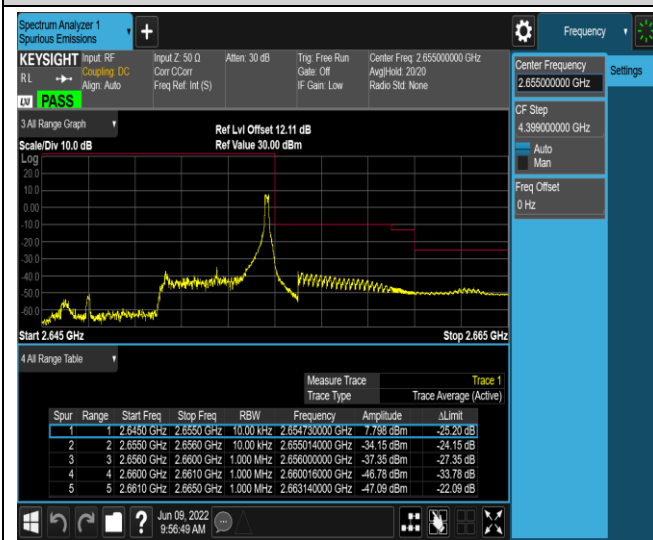 Spectrum Analyzer 1
Spurious Emissions
Frequency
KEYSIGHT Input: RF Input Z: 50 Ω Atten: 30 dB Trig: Free Run Center Freq: 2.655000000 GHz
RL Coupling: DC Corr CCorr Gate: Off Avg|Hold: 20/20
Align: Auto Freq Ref: Int (S) IF Gain: Low Radio Std: None
LXI PASS
Center Frequency
2.655000000 GHz
Settings
CF Step
4.399000000 GHz
Auto
Man
Freq Offset
0 Hz
3 All Range Graph
Ref Lvl Offset 12.11 dB
Scale/Div 10.0 dB Ref Value 30.00 dBm
Log
20.0
10.0
0.00
-10.0
-20.0
-30.0
-40.0
-50.0
-60.0
Start 2.645 GHz Stop 2.665 GHz
4 All Range Table
Measure Trace Trace 1
Trace Type Trace Average (Active)
Spur Range Start Freq Stop Freq RBW Frequency Amplitude ΔLimit
1 1 2.6450 GHz 2.6550 GHz 10.00 kHz 2.654730000 GHz 7.798 dBm -25.20 dB
2 2 2.6550 GHz 2.6560 GHz 10.00 kHz 2.655014000 GHz -34.15 dBm -24.15 dB
3 3 2.6560 GHz 2.6600 GHz 1.000 MHz 2.656000000 GHz -37.35 dBm -27.35 dB
4 4 2.6600 GHz 2.6610 GHz 1.000 MHz 2.660016000 GHz -46.78 dBm -33.78 dB
5 5 2.6610 GHz 2.6650 GHz 1.000 MHz 2.663140000 GHz -47.09 dBm -22.09 dB
Jun 09, 2022
9:56:49 AM